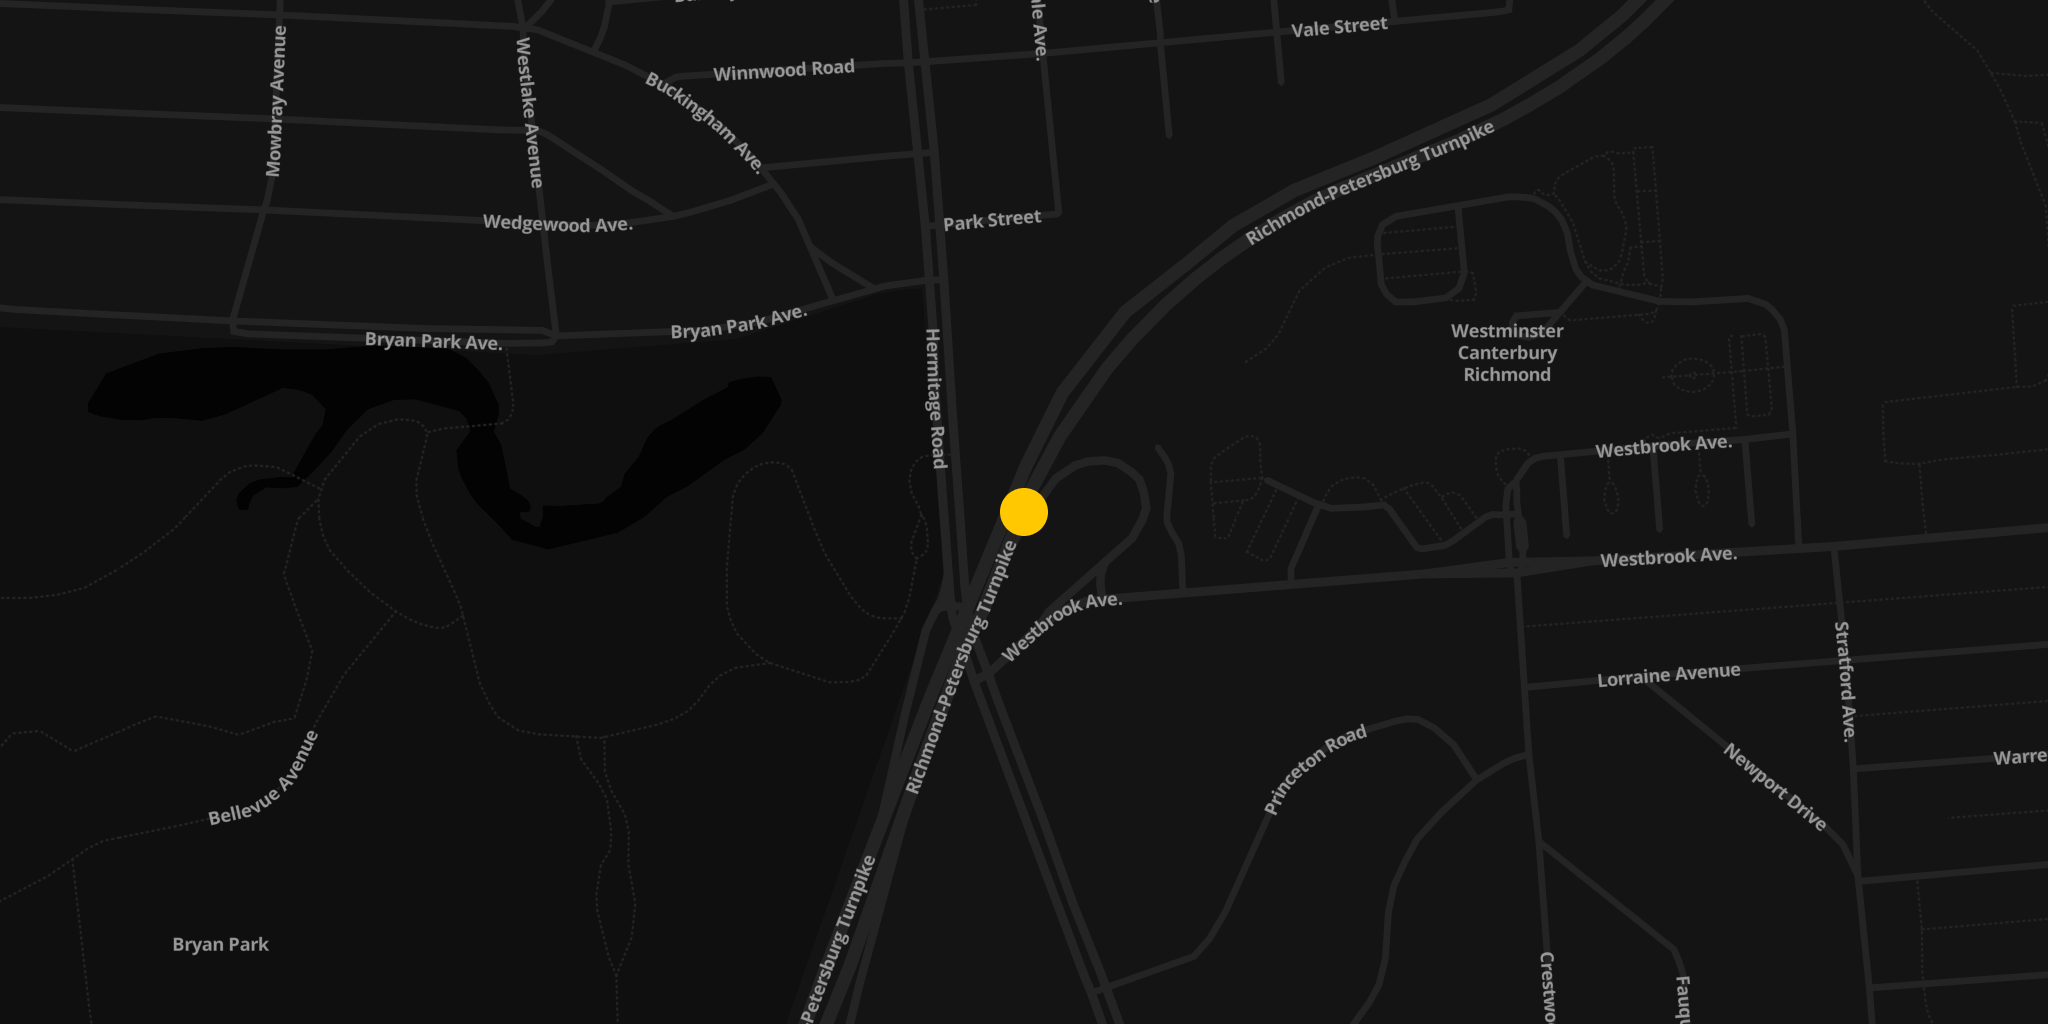 Vale Street
Winnwood Road
Mowbray Avenue
Westlake Avenue
Buckingham Ave.
Richmond-Petersburg Turnpike
Wedgewood Ave.
Park Street
Bryan Park Ave.
Bryan Park Ave.
Hermitage Road
Westminster
Canterbury
Richmond
Westbrook Ave.
Westbrook Ave.
Westbrook Ave.
Richmond-Petersburg Turnpike
Lorraine Avenue
Stratford Ave.
Princeton Road
Newport Drive
Warre
Bellevue Avenue
-Petersburg Turnpike
Bryan Park
Crestwo
Fauqu